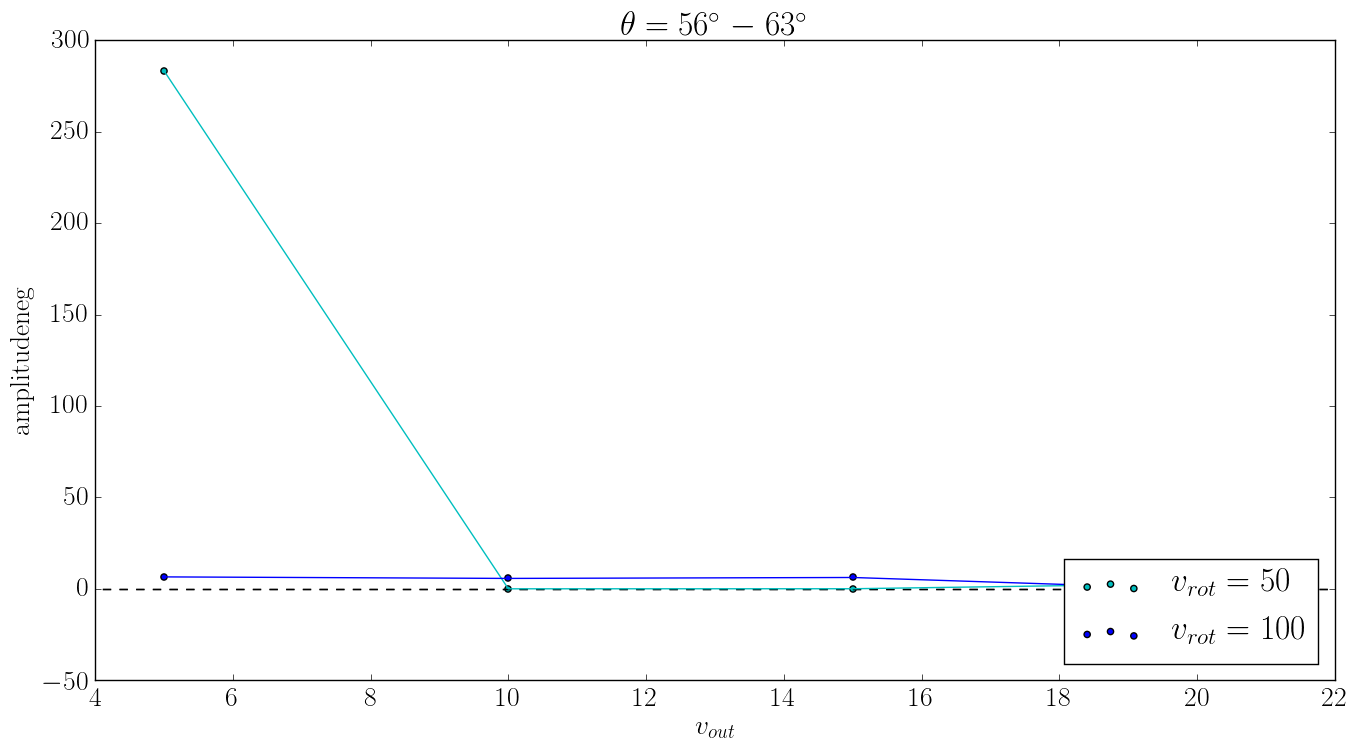 θ = 56° − 63°
300
250
200
150
100
50
0
−50
amplitudeneg
4 6 8 10 12 14 16 18 20 22
v_out
v_rot = 50
v_rot = 100